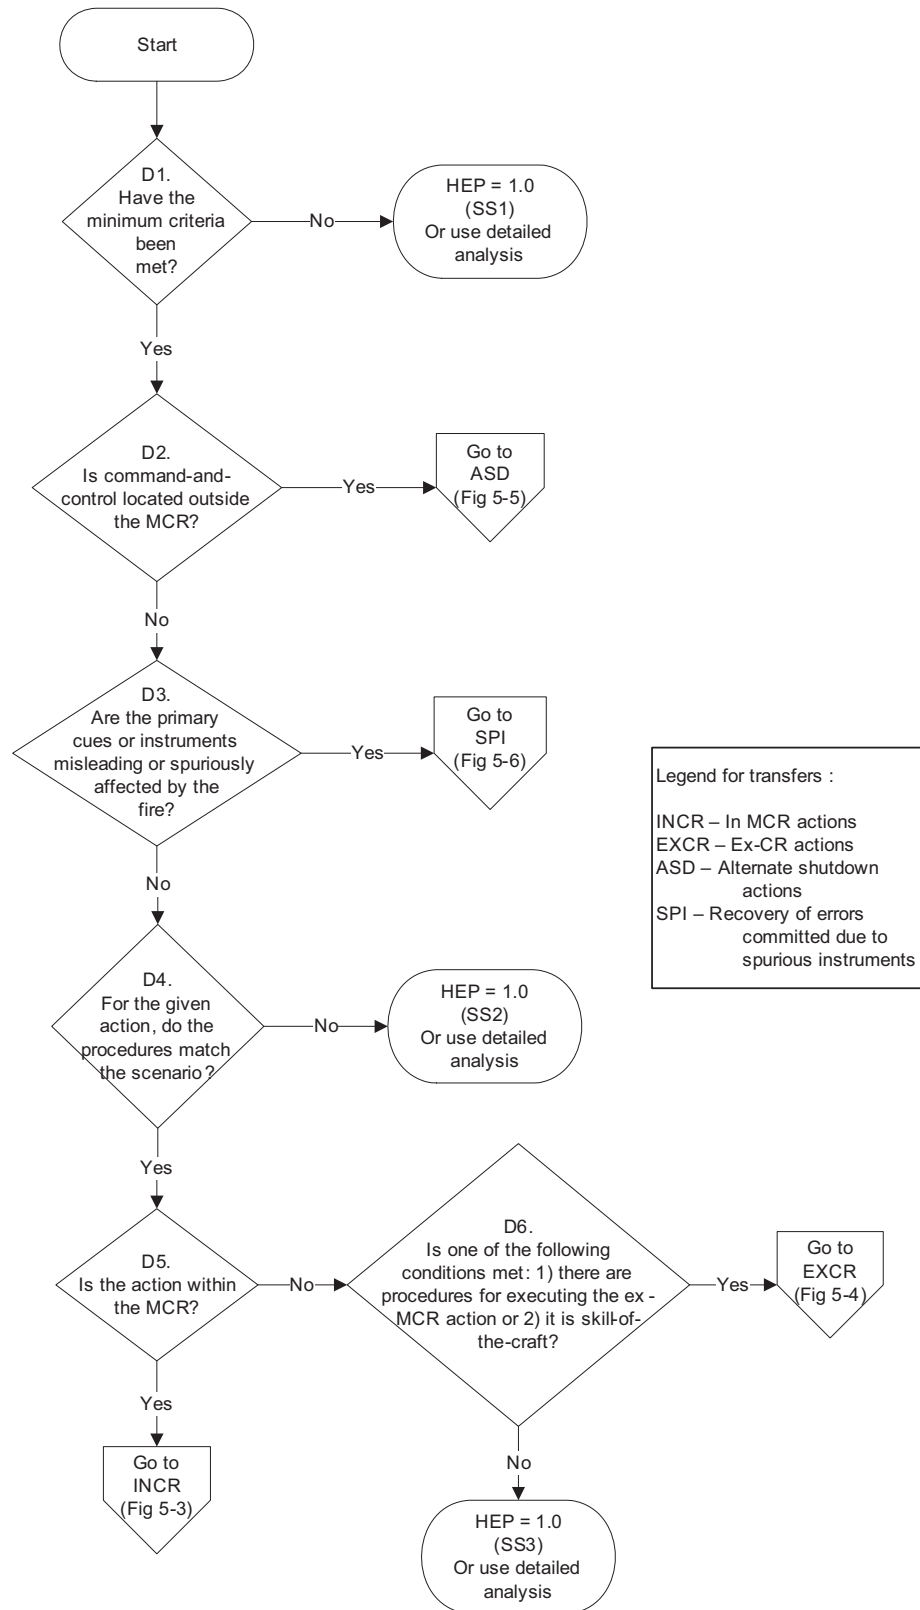 Start
D1.
Have the
minimum criteria
been
met?
No
HEP = 1.0
(SS1)
Or use detailed
analysis
Yes
D2.
Is command-and-
control located outside
the MCR?
Yes
Go to
ASD
(Fig 5-5)
No
D3.
Are the primary
cues or instruments
misleading or spuriously
affected by the
fire?
Yes
Go to
SPI
(Fig 5-6)
Legend for transfers :
INCR – In MCR actions
EXCR – Ex-CR actions
ASD – Alternate shutdown
actions
SPI – Recovery of errors
committed due to
spurious instruments
No
D4.
For the given
action, do the
procedures match
the scenario ?
No
HEP = 1.0
(SS2)
Or use detailed
analysis
Yes
D5.
Is the action within
the MCR?
No
D6.
Is one of the following
conditions met: 1) there are
procedures for executing the ex -
MCR action or 2) it is skill-of-
the-craft?
Yes
Go to
EXCR
(Fig 5-4)
Yes
Go to
INCR
(Fig 5-3)
No
HEP = 1.0
(SS3)
Or use detailed
analysis